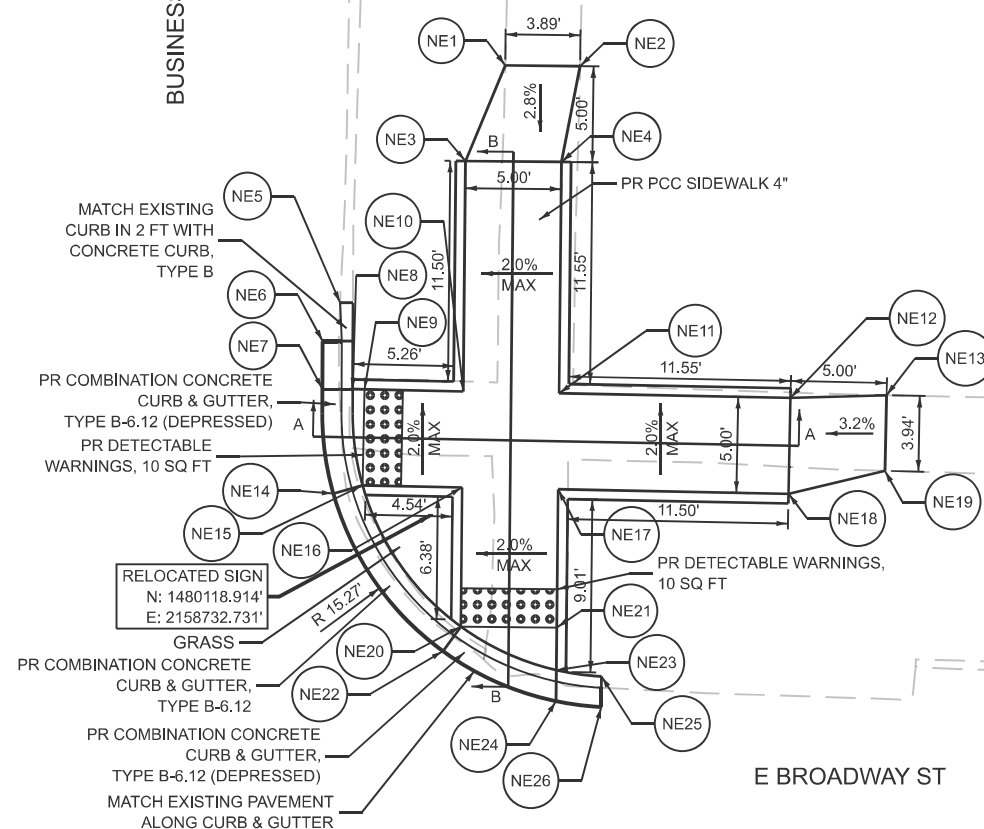 BUSINESS
3.89'
NE1
NE2
2.8%
5.00'
NE3
B
NE4
5.00'
PR PCC SIDEWALK 4"
NE5
MATCH EXISTING
CURB IN 2 FT WITH
CONCRETE CURB,
TYPE B
NE10
11.50'
2.0%
MAX
11.55'
NE8
NE6
NE9
NE7
5.26'
NE11
NE12
11.55'
5.00'
NE13
PR COMBINATION CONCRETE
CURB & GUTTER,
TYPE B-6.12 (DEPRESSED)
A
2.0%
MAX
2.0%
MAX
5.00'
A
3.2%
3.94'
PR DETECTABLE
WARNINGS, 10 SQ FT
NE14
NE15
4.54'
11.50'
NE18
NE19
NE16
6.38'
2.0%
MAX
NE17
PR DETECTABLE WARNINGS,
10 SQ FT
RELOCATED SIGN
N: 1480118.914'
E: 2158732.731'
R 15.27'
9.01'
NE21
GRASS
NE20
PR COMBINATION CONCRETE
CURB & GUTTER,
TYPE B-6.12
NE22
NE23
B
NE25
PR COMBINATION CONCRETE
CURB & GUTTER,
TYPE B-6.12 (DEPRESSED)
NE24
NE26
MATCH EXISTING PAVEMENT
ALONG CURB & GUTTER
E BROADWAY ST